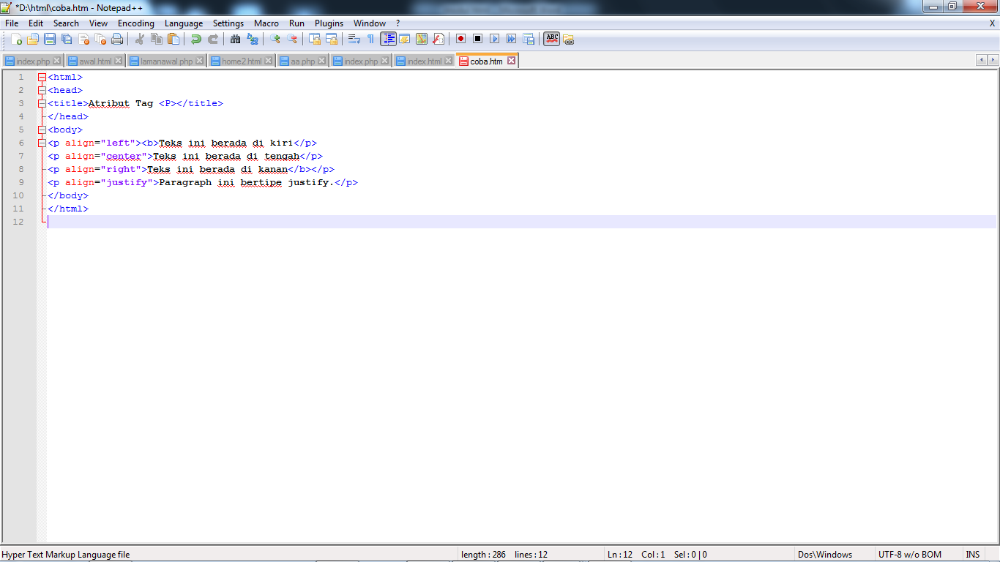 *D:\html\coba.htm - Notepad++
File Edit Search View Encoding Language Settings Macro Run Plugins Window ? X
ABC
index.php awal.html lamanawal.php home2.html aa.php index.php index.html coba.htm
1 <html>
2 <head>
3 <title>Atribut Tag <P></title>
4 </head>
5 <body>
6 <p align="left"><b>Teks ini berada di kiri</p>
7 <p align="center">Teks ini berada di tengah</p>
8 <p align="right">Teks ini berada di kanan</b></p>
9 <p align="justify">Paragraph ini bertipe justify.</p>
10 </body>
11 </html>
12
Hyper Text Markup Language file length : 286 lines : 12 Ln : 12 Col : 1 Sel : 0 | 0 Dos\Windows UTF-8 w/o BOM INS